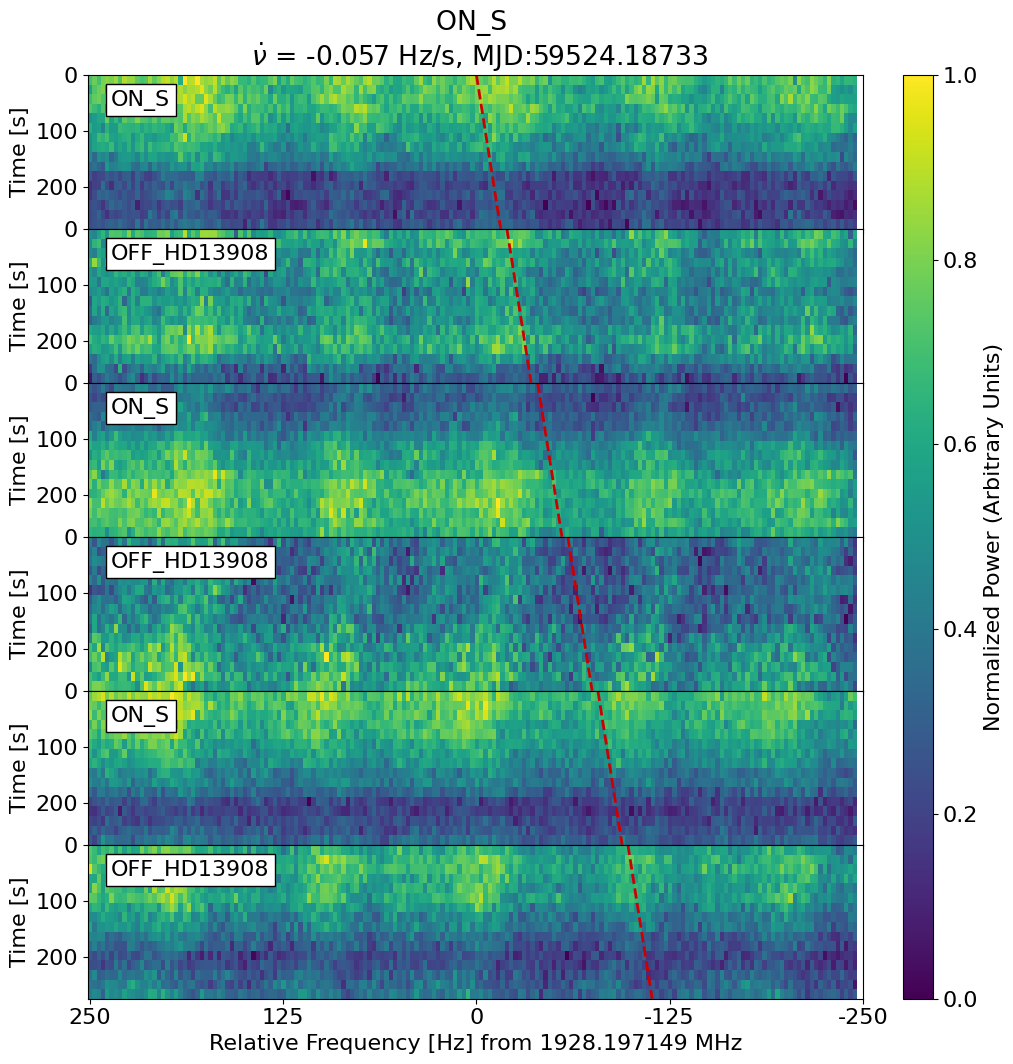 ON_S
ν̇ = -0.057 Hz/s, MJD:59524.18733
0
100
200
Time [s]
ON_S
0
100
200
Time [s]
OFF_HD13908
0
100
200
Time [s]
ON_S
0
100
200
Time [s]
OFF_HD13908
0
100
200
Time [s]
ON_S
0
100
200
Time [s]
OFF_HD13908
250 125 0 -125 -250
Relative Frequency [Hz] from 1928.197149 MHz
1.0
0.8
0.6
0.4
0.2
0.0
Normalized Power (Arbitrary Units)